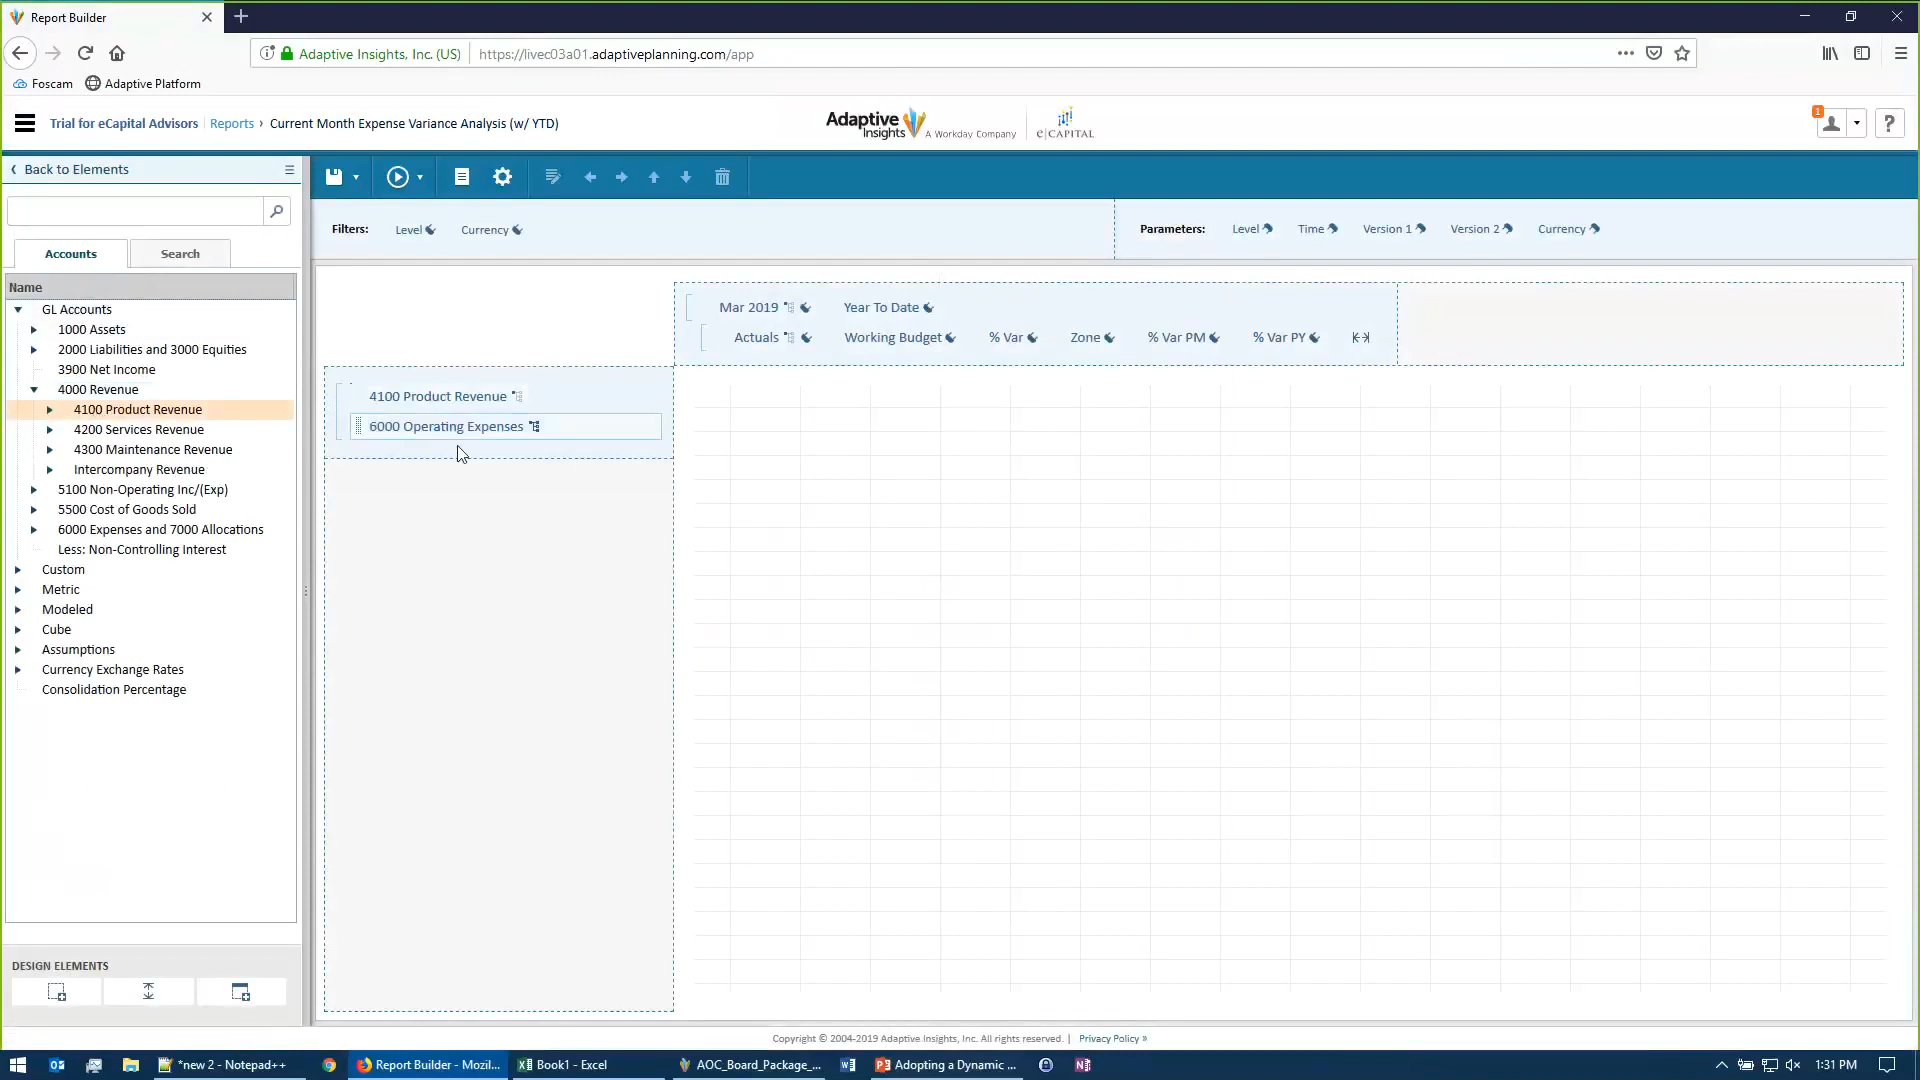 Report Builder
Adaptive Insights, Inc. (US) https://livec03a01.adaptiveplanning.com/app
Foscam Adaptive Platform
Trial for eCapital Advisors Reports › Current Month Expense Variance Analysis (w/ YTD)
Adaptive Insights A Workday Company
e|CAPITAL
1
?
Back to Elements
Filters: Level Currency
Parameters: Level Time Version 1 Version 2 Currency
Accounts Search
Name
GL Accounts
1000 Assets
2000 Liabilities and 3000 Equities
3900 Net Income
4000 Revenue
4100 Product Revenue
4200 Services Revenue
4300 Maintenance Revenue
Intercompany Revenue
5100 Non-Operating Inc/(Exp)
5500 Cost of Goods Sold
6000 Expenses and 7000 Allocations
Less: Non-Controlling Interest
Custom
Metric
Modeled
Cube
Assumptions
Currency Exchange Rates
Consolidation Percentage
DESIGN ELEMENTS
Mar 2019 Year To Date
Actuals Working Budget % Var Zone % Var PM % Var PY
4100 Product Revenue
6000 Operating Expenses
Copyright © 2004-2019 Adaptive Insights, Inc. All rights reserved. | Privacy Policy »
*new 2 - Notepad++ Report Builder - Mozil... Book1 - Excel AOC_Board_Package_... Adopting a Dynamic ... 1:31 PM